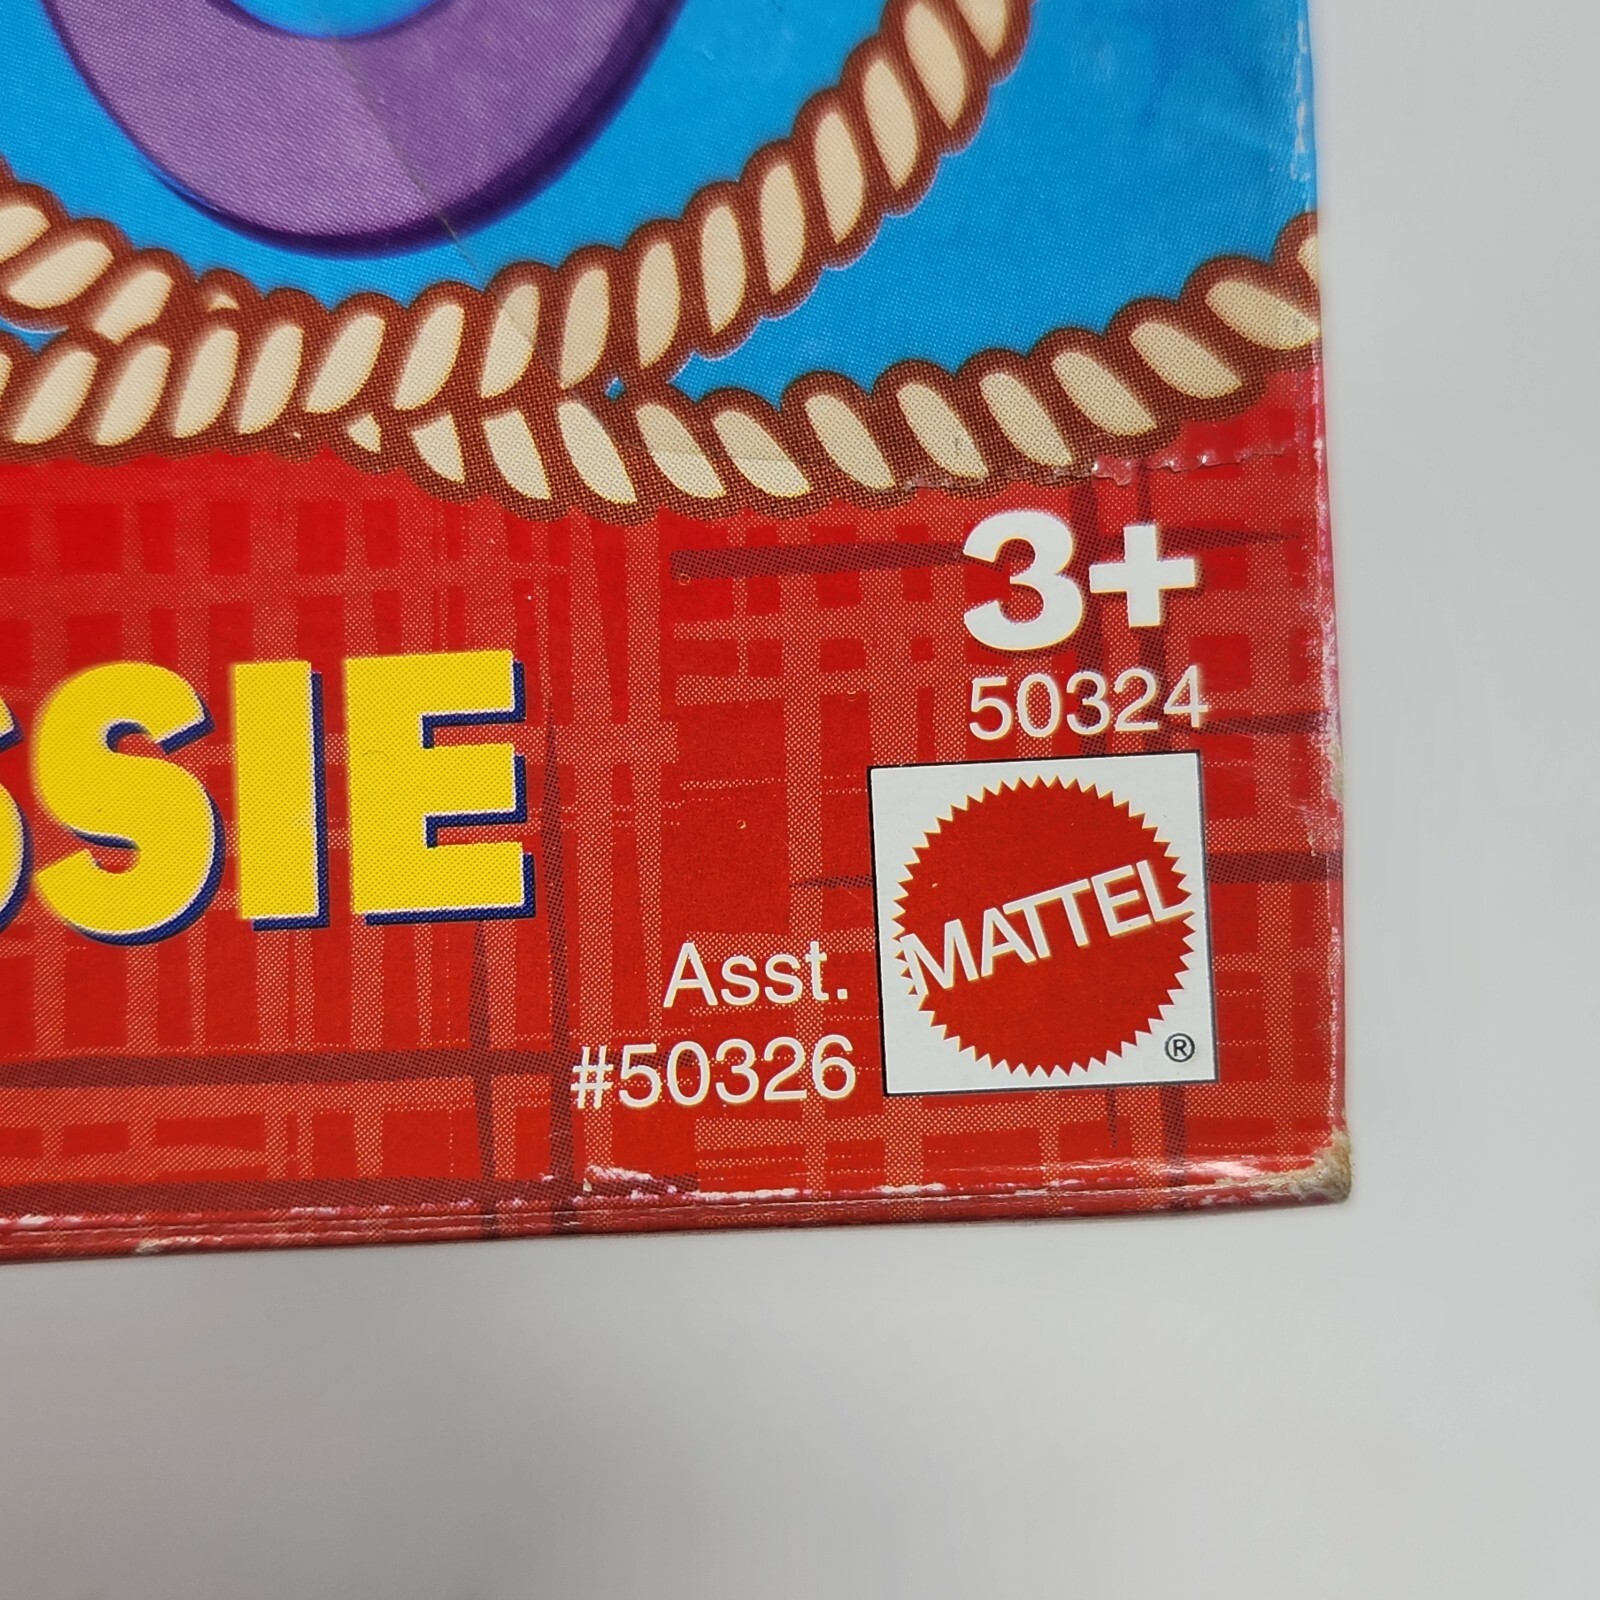 3+
50324
SSIE
MATTEL
®
Asst.
#50326